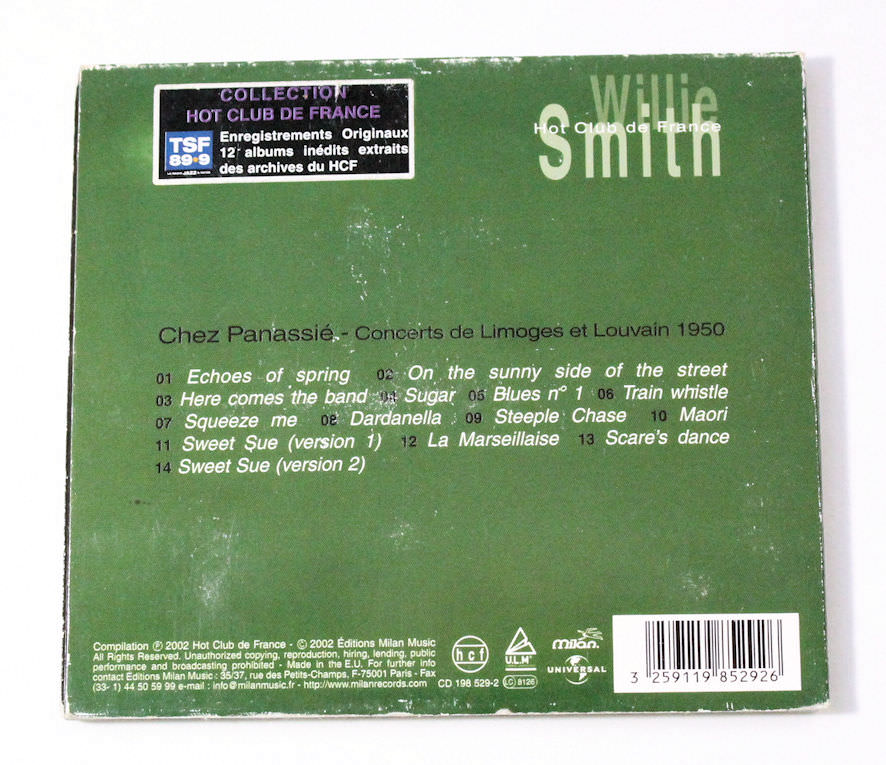 COLLECTION
HOT CLUB DE FRANCE
TSF
89•9
Enregistrements Originaux
12 albums inédits extraits
des archives du HCF
Willie
Hot Club de France
Smith
Chez Panassié - Concerts de Limoges et Louvain 1950
01 Echoes of spring 02 On the sunny side of the street
03 Here comes the band 04 Sugar 05 Blues n° 1 06 Train whistle
07 Squeeze me 08 Dardanella 09 Steeple Chase 10 Maori
11 Sweet Sue (version 1) 12 La Marseillaise 13 Scare's dance
14 Sweet Sue (version 2)
Compilation ℗ 2002 Hot Club de France - © 2002 Éditions Milan Music
All Rights Reserved. Unauthorized copying, reproduction, hiring, lending, public
performance and broadcasting prohibited - Made in the E.U. For further info
contact Editions Milan Music : 35/37, rue des Petits-Champs, F-75001 Paris - Fax
(33- 1) 44 50 59 99 e-mail : info@milanmusic.fr - http://www.milanrecords.com
hcf
U.L.M
milan
UNIVERSAL
CD 198 529-2
LC 8126
3 259119 852926